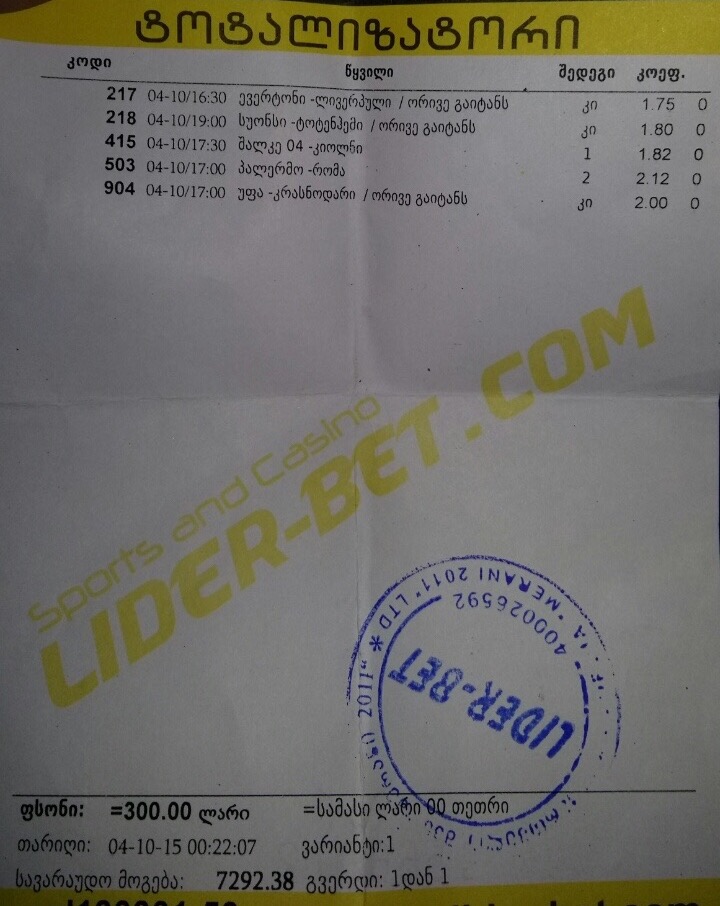 ტოტალიზატორი
კოდი წყვილი შედეგი კოეფ.
217 04-10/16:30 ევერტონი -ლივერპული / ორივე გაიტანს კი 1.75 0
218 04-10/19:00 სუონსი -ტოტენჰემი / ორივე გაიტანს კი 1.80 0
415 04-10/17:30 შალკე 04 -კიოლნი 1 1.82 0
503 04-10/17:00 პალერმო -რომა 2 2.12 0
904 04-10/17:00 უფა -კრასნოდარი / ორივე გაიტანს კი 2.00 0
Sports and Casino
LIDER-BET.COM
"MERANI 2011" LTD *
400026592
LIDER-BET
2011"
ფსონი: =300.00 ლარი =სამასი ლარი 00 თეთრი
თარიღი: 04-10-15 00:22:07 ვარიანტი:1
სავარაუდო მოგება: 7292.38 გვერდი: 1დან 1